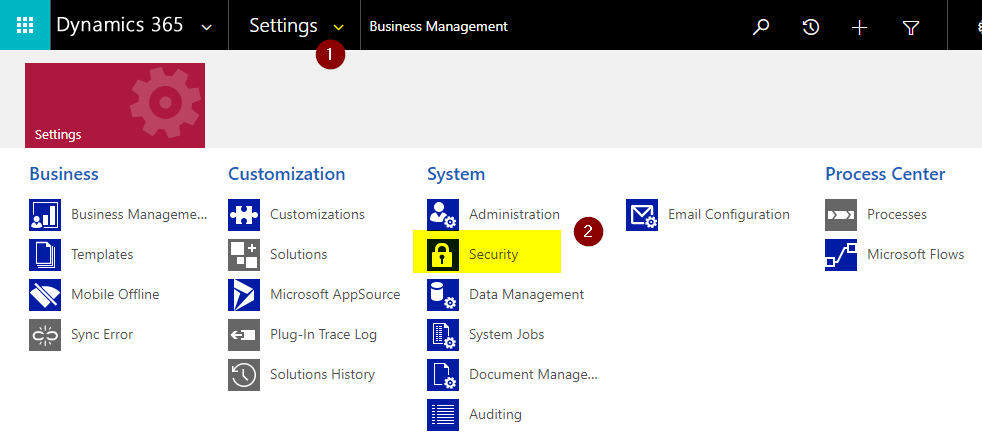 Dynamics 365 Settings Business Management
1
Settings
Business
Business Manageme...
Templates
Mobile Offline
Sync Error
Customization
Customizations
Solutions
Microsoft AppSource
Plug-In Trace Log
Solutions History
System
Administration
2
Security
Data Management
System Jobs
Document Manage...
Auditing
Email Configuration
Process Center
Processes
Microsoft Flows